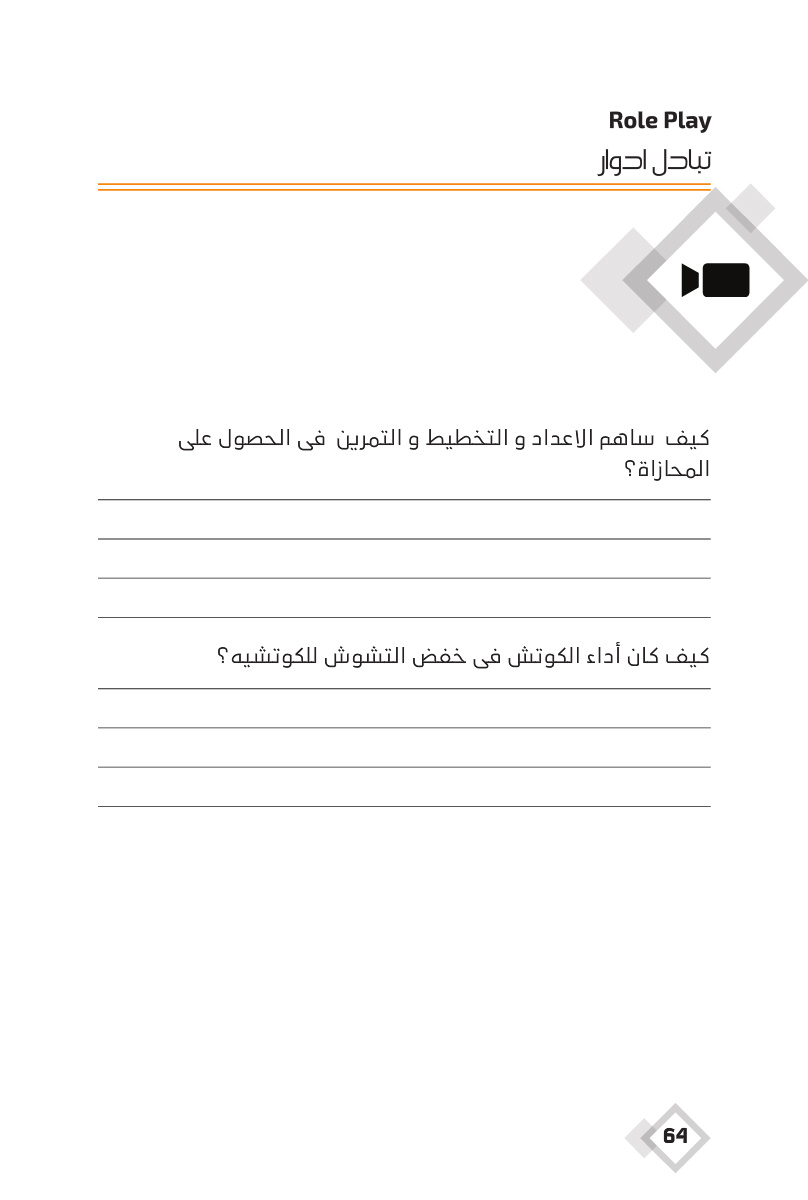 Role Play
تبادل ادوار
كيف ساهم الاعداد و التخطيط و التمرين فى الحصول على
المحازاة؟
كيف كان أداء الكوتش فى خفض التشوش للكوتشيه؟
64